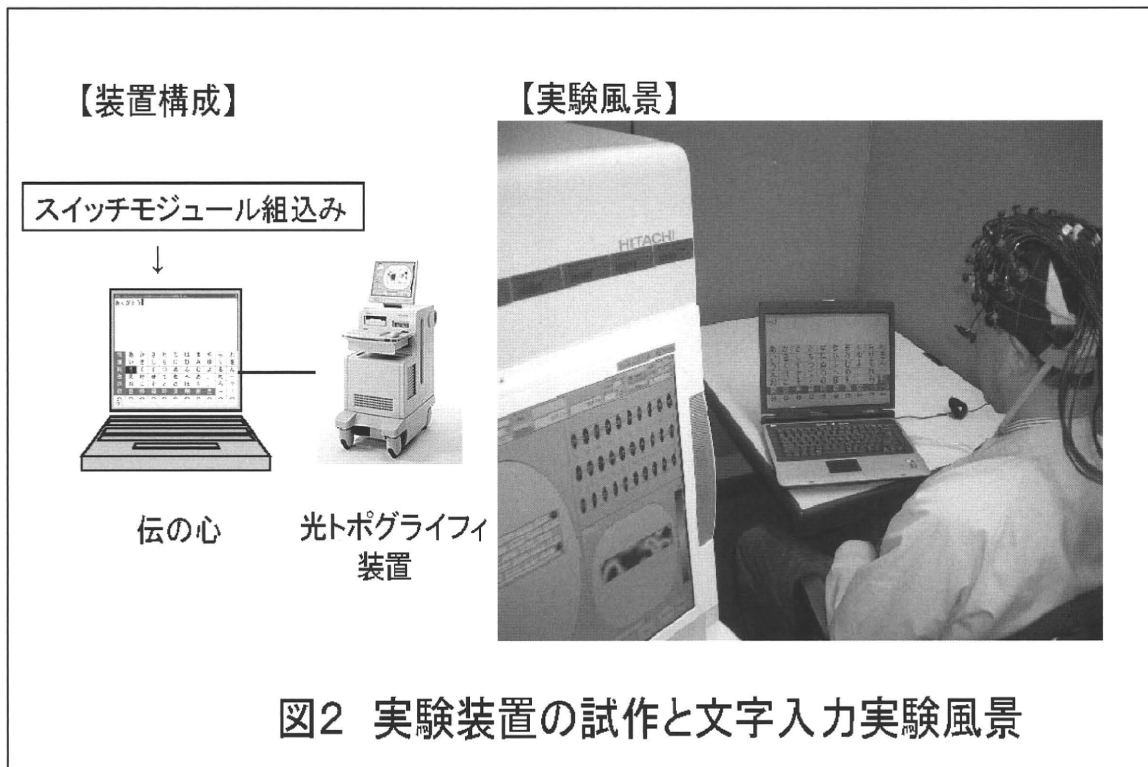 【装置構成】
【実験風景】
スイッチモジュール組込み
↓
伝の心
光トポグライフィ
装置
HITACHI
図2 実験装置の試作と文字入力実験風景